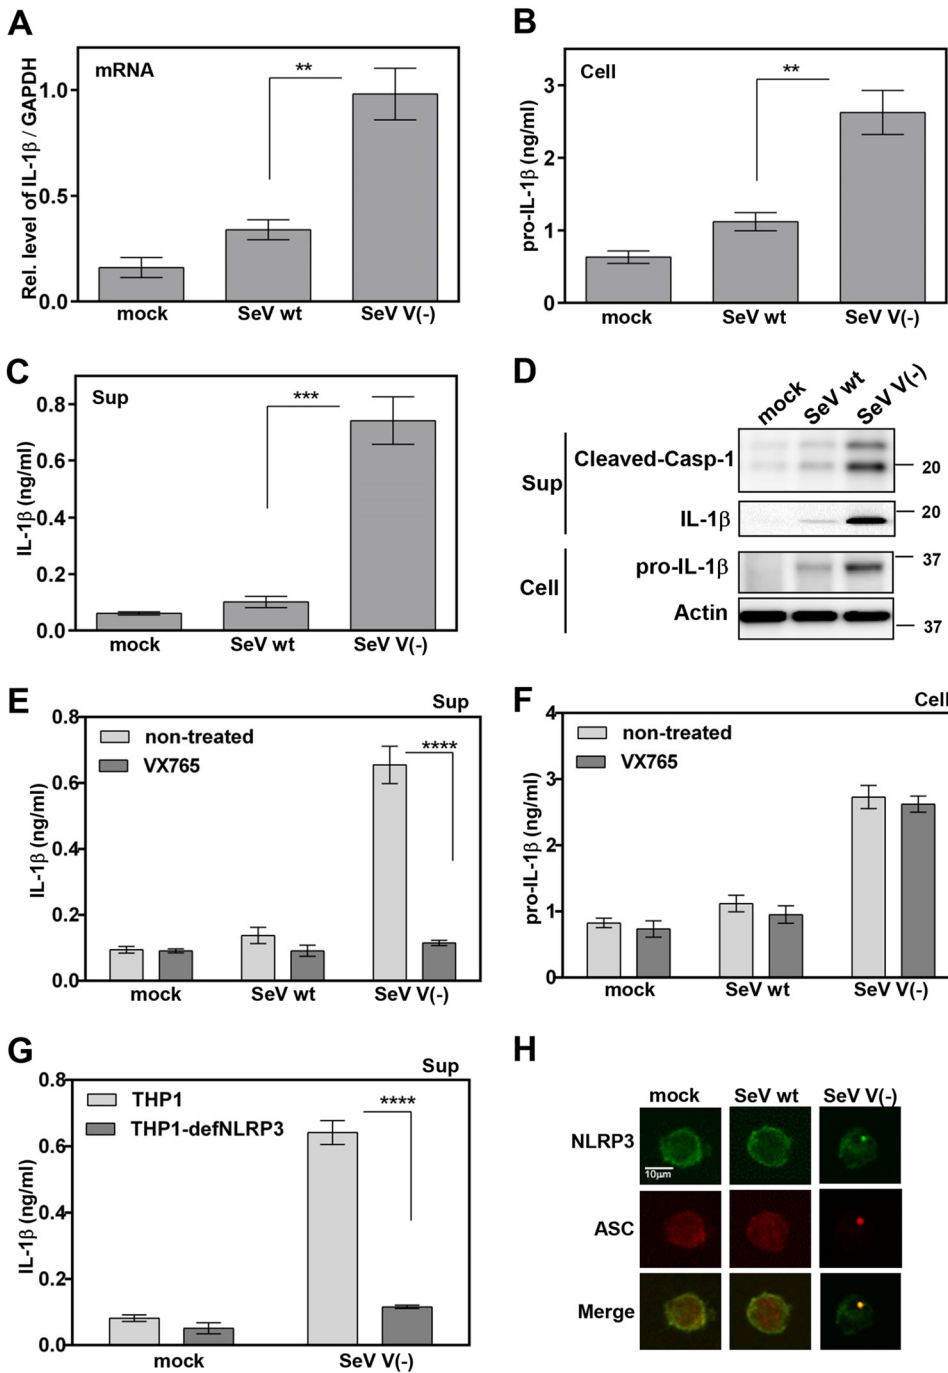 A
mRNA
**
Rel. level of IL-1β / GAPDH
1.0
0.5
0.0
mock
SeV wt
SeV V(-)
B
Cell
**
pro-IL-1β (ng/ml)
3
2
1
0
mock
SeV wt
SeV V(-)
C
Sup
***
IL-1β (ng/ml)
0.8
0.6
0.4
0.2
0.0
mock
SeV wt
SeV V(-)
D
mock
SeV wt
SeV V(-)
Sup
Cleaved-Casp-1
20
IL-1β
20
Cell
pro-IL-1β
37
Actin
37
E
Sup
non-treated
VX765
****
IL-1β (ng/ml)
0.8
0.6
0.4
0.2
0.0
mock
SeV wt
SeV V(-)
F
Cell
non-treated
VX765
pro-IL-1β (ng/ml)
4
3
2
1
0
mock
SeV wt
SeV V(-)
G
Sup
THP1
THP1-defNLRP3
****
IL-1β (ng/ml)
0.8
0.6
0.4
0.2
0.0
mock
SeV V(-)
H
mock
SeV wt
SeV V(-)
NLRP3
10μm
ASC
Merge